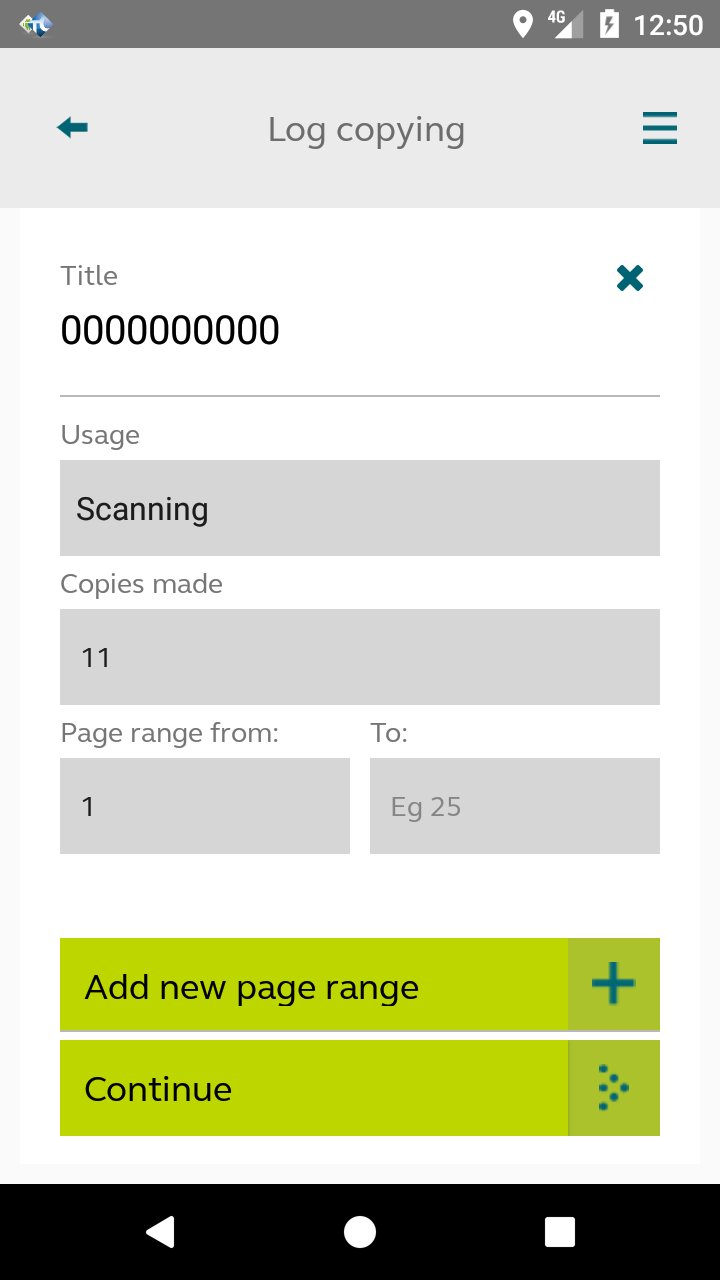 4G 12:50
Log copying
Title
0000000000
Usage
Scanning
Copies made
11
Page range from: To:
1 Eg 25
Add new page range
Continue